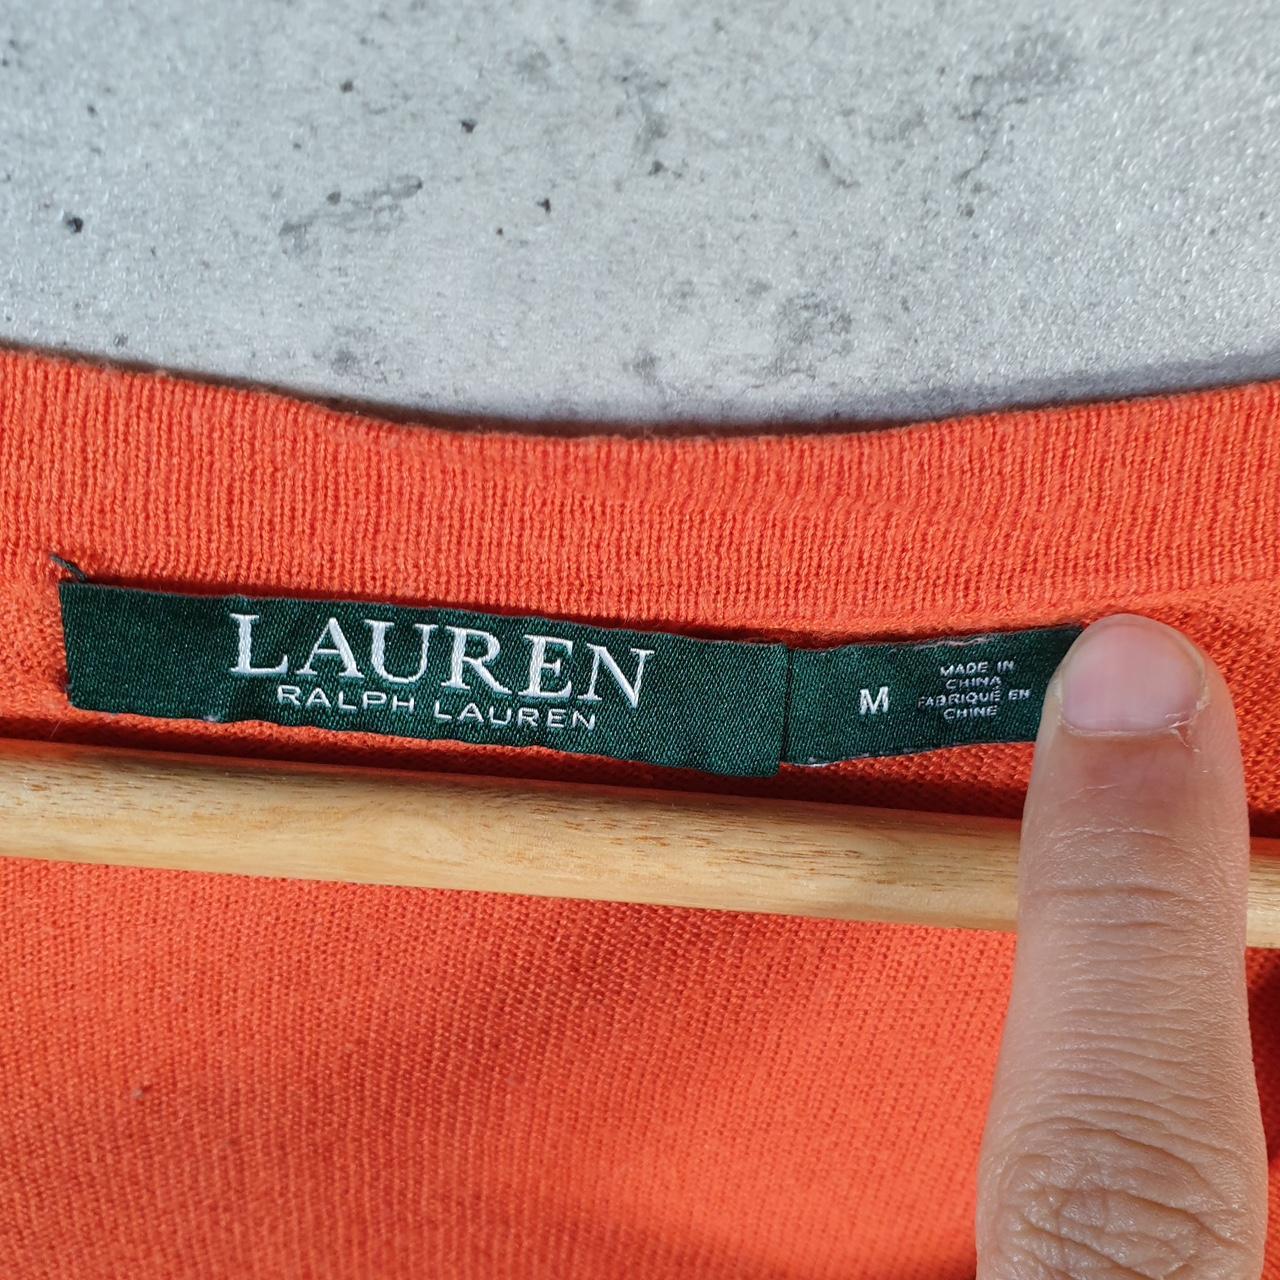 LAUREN
RALPH LAUREN
M
MADE IN
CHINA
FABRIQUÉ EN
CHINE